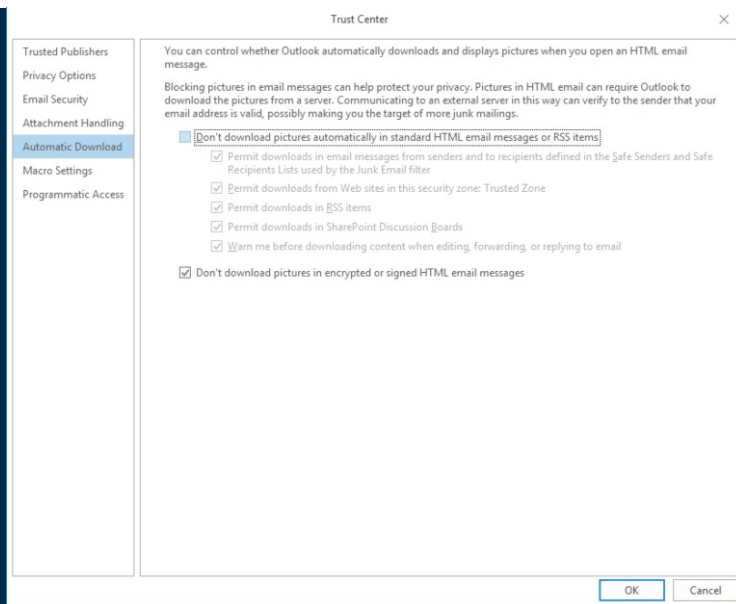 Trust Center
Trusted Publishers
Privacy Options
Email Security
Attachment Handling
Automatic Download
Macro Settings
Programmatic Access
You can control whether Outlook automatically downloads and displays pictures when you open an HTML email
message.
Blocking pictures in email messages can help protect your privacy. Pictures in HTML email can require Outlook to
download the pictures from a server. Communicating to an external server in this way can verify to the sender that your
email address is valid, possibly making you the target of more junk mailings.
Don't download pictures automatically in standard HTML email messages or RSS items
Permit downloads in email messages from senders and to recipients defined in the Safe Senders and Safe
Recipients Lists used by the Junk Email filter
Permit downloads from Web sites in this security zone: Trusted Zone
Permit downloads in RSS items
Permit downloads in SharePoint Discussion Boards
Warn me before downloading content when editing, forwarding, or replying to email
Don't download pictures in encrypted or signed HTML email messages
OK
Cancel